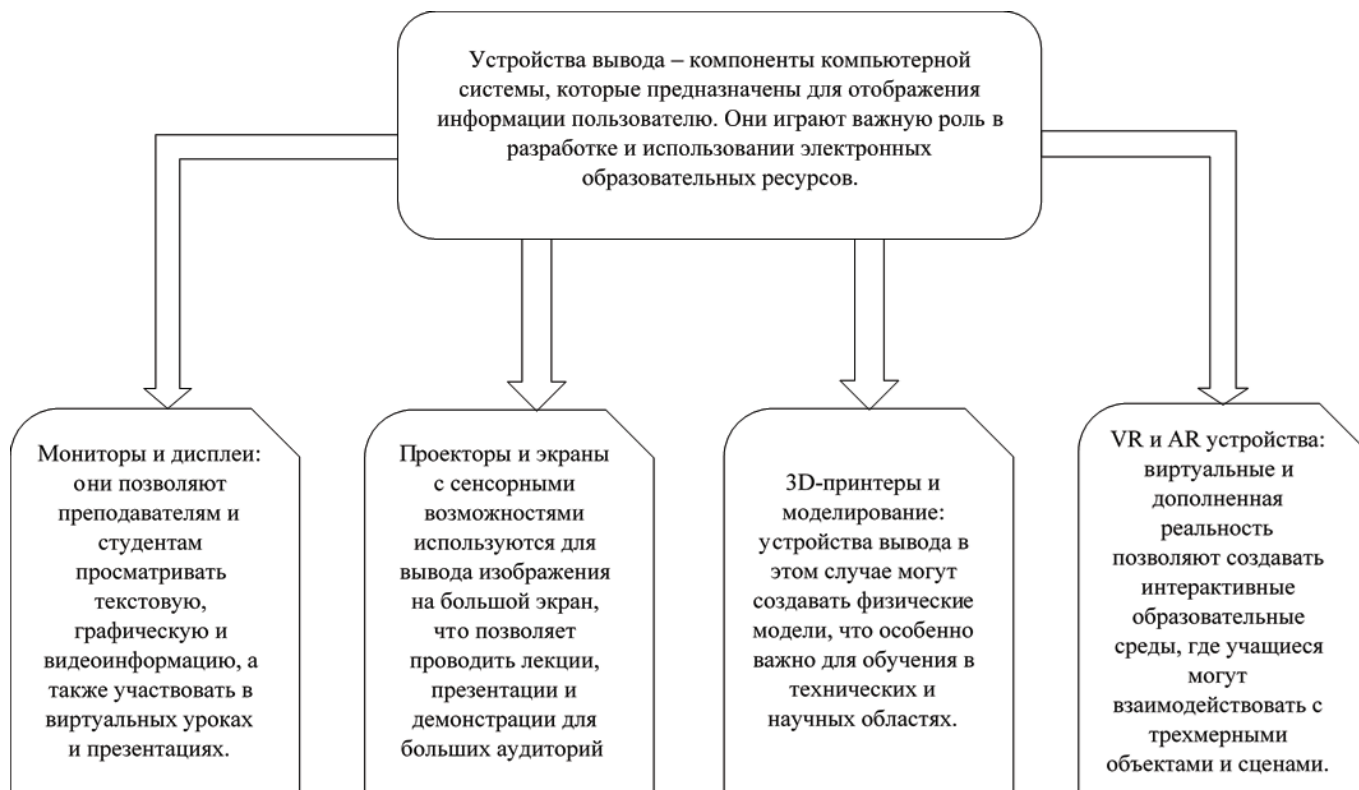 Устройства вывода – компоненты компьютерной
системы, которые предназначены для отображения
информации пользователю. Они играют важную роль в
разработке и использовании электронных
образовательных ресурсов.
Мониторы и дисплеи:
они позволяют
преподавателям и
студентам
просматривать
текстовую,
графическую и
видеоинформацию, а
также участвовать в
виртуальных уроках
и презентациях.
Проекторы и экраны
с сенсорными
возможностями
используются для
вывода изображения
на большой экран,
что позволяет
проводить лекции,
презентации и
демонстрации для
больших аудиторий
3D-принтеры и
моделирование:
устройства вывода в
этом случае могут
создавать физические
модели, что особенно
важно для обучения в
технических и
научных областях.
VR и AR устройства:
виртуальные и
дополненная
реальность
позволяют создавать
интерактивные
образовательные
среды, где учащиеся
могут
взаимодействовать с
трехмерными
объектами и сценами.